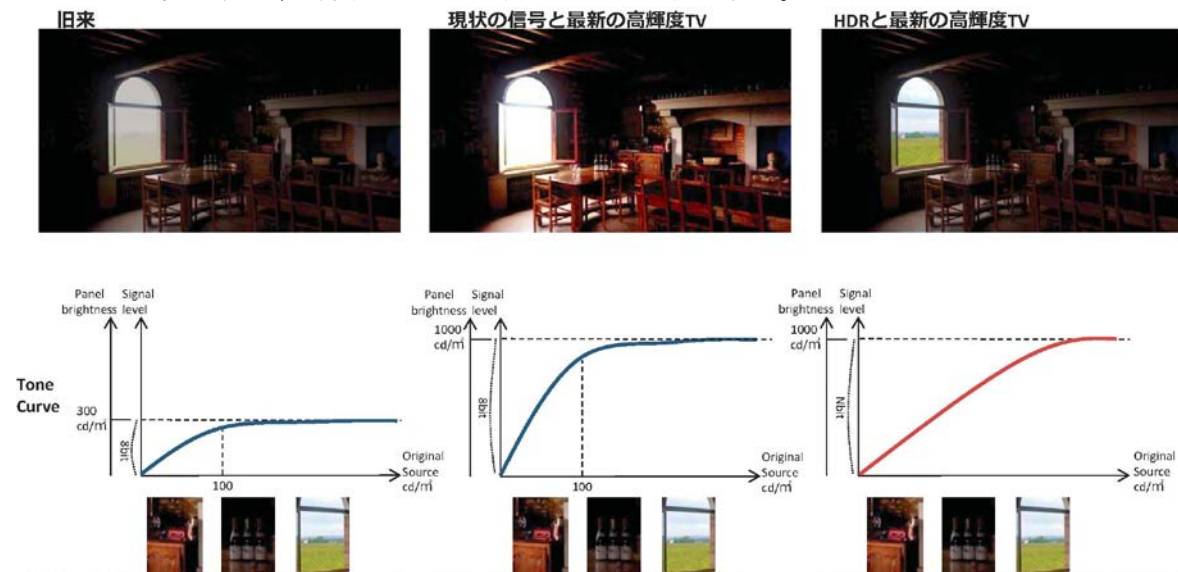 旧来
現状の信号と最新の高輝度TV
HDRと最新の高輝度TV
Tone
Curve
Panel
brightness
Signal
level
300
cd/㎡
8bit
100
Original
Source
cd/㎡
Panel
brightness
Signal
level
1000
cd/㎡
8bit
100
Original
Source
cd/㎡
Panel
brightness
Signal
level
1000
cd/㎡
Nbit
Original
Source
cd/㎡